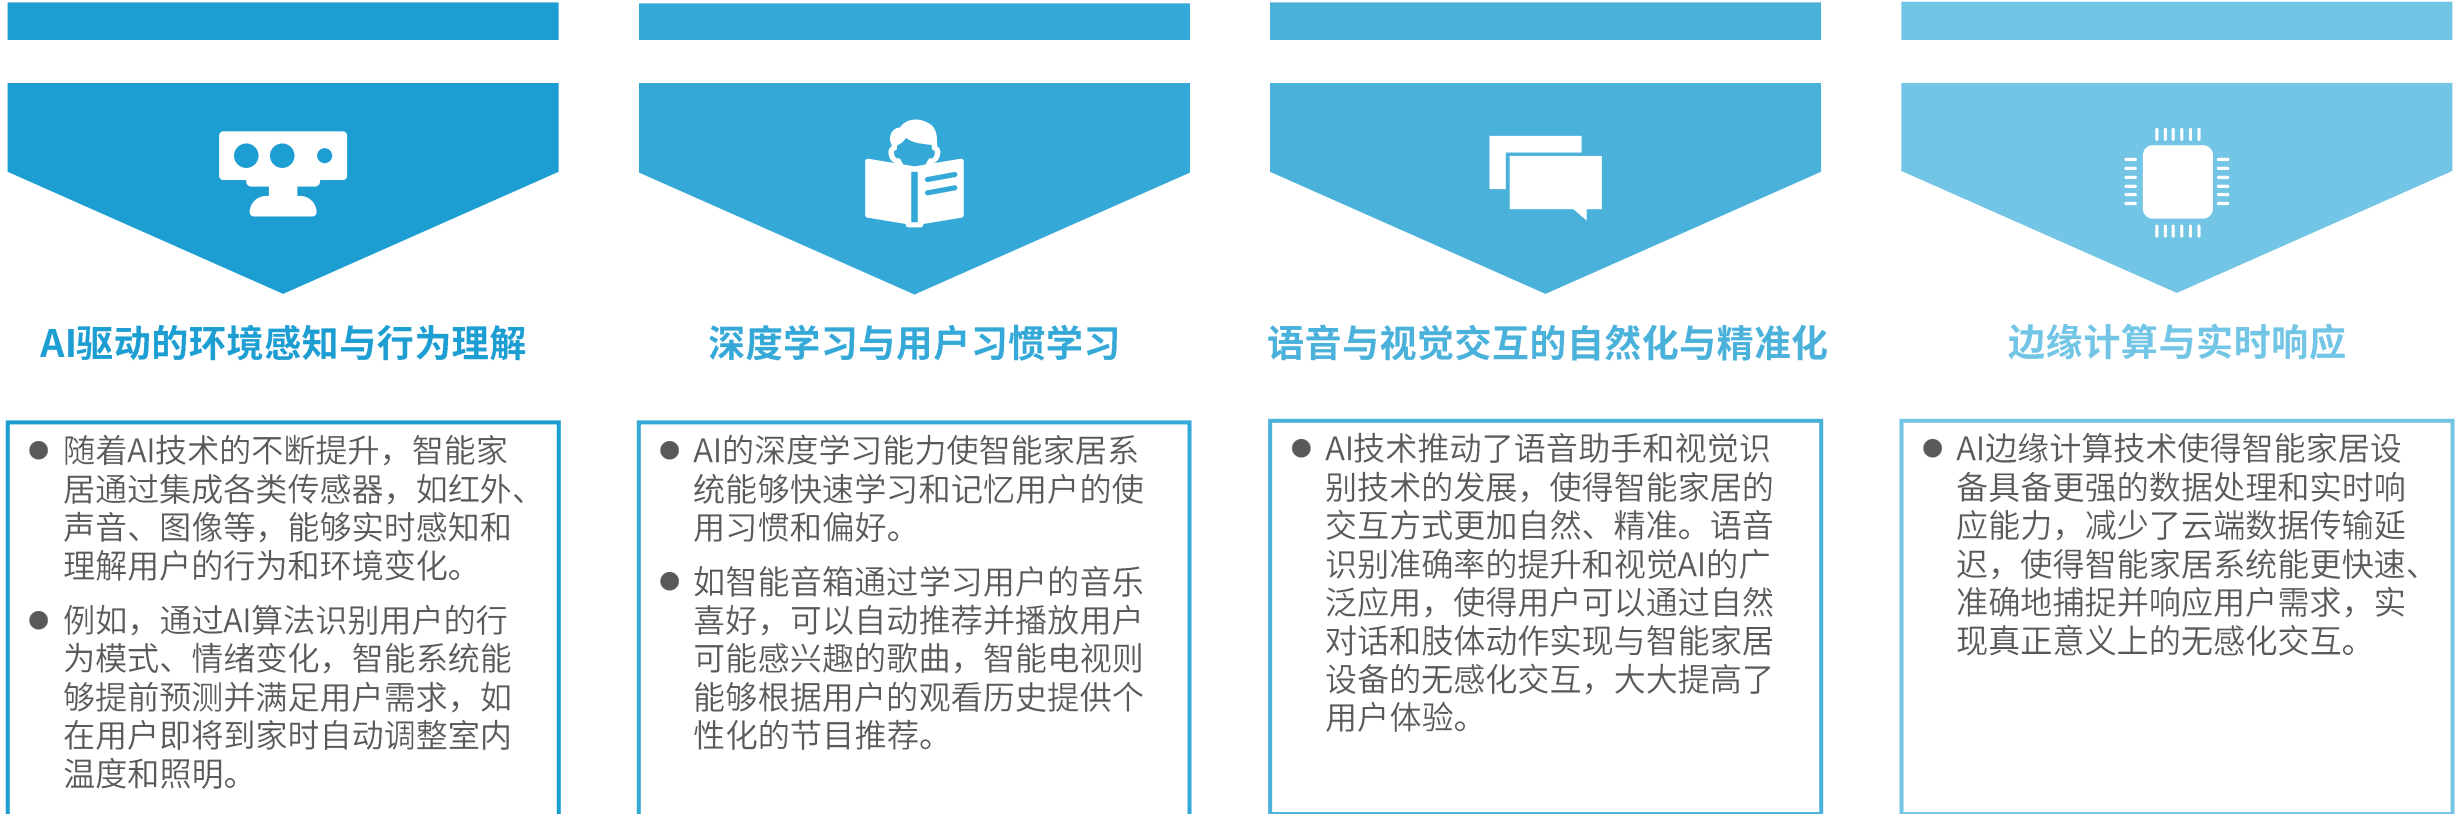 AI驱动的环境感知与行为理解
随着AI技术的不断提升，智能家
居通过集成各类传感器，如红外、
声音、图像等，能够实时感知和
理解用户的行为和环境变化。
例如，通过AI算法识别用户的行
为模式、情绪变化，智能系统能
够提前预测并满足用户需求，如
在用户即将到家时自动调整室内
温度和照明。
深度学习与用户习惯学习
AI的深度学习能力使智能家居系
统能够快速学习和记忆用户的使
用习惯和偏好。
如智能音箱通过学习用户的音乐
喜好，可以自动推荐并播放用户
可能感兴趣的歌曲，智能电视则
能够根据用户的观看历史提供个
性化的节目推荐。
语音与视觉交互的自然化与精准化
AI技术推动了语音助手和视觉识
别技术的发展，使得智能家居的
交互方式更加自然、精准。语音
识别准确率的提升和视觉AI的广
泛应用，使得用户可以通过自然
对话和肢体动作实现与智能家居
设备的无感化交互，大大提高了
用户体验。
边缘计算与实时响应
AI边缘计算技术使得智能家居设
备具备更强的数据处理和实时响
应能力，减少了云端数据传输延
迟，使得智能家居系统能更快速、
准确地捕捉并响应用户需求，实
现真正意义上的无感化交互。